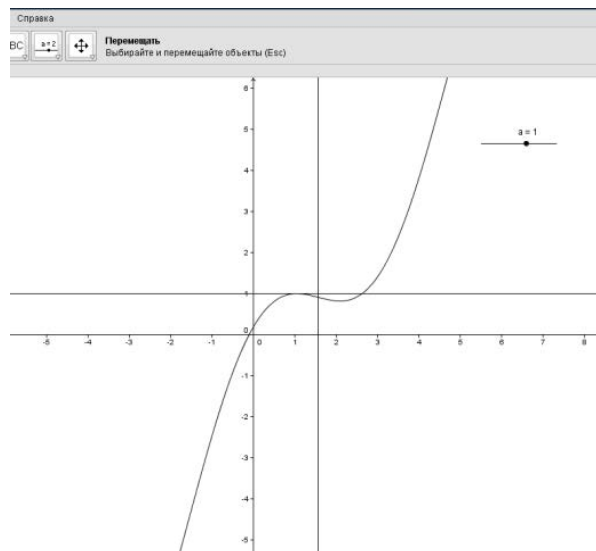 Справка
BC
a=2
Перемещать
Выбирайте и перемещайте объекты (Esc)
6
5
a = 1
4
3
2
1
0
-5 -4 -3 -2 -1 0 1 2 3 4 5 6 7 8
-1
-2
-3
-4
-5